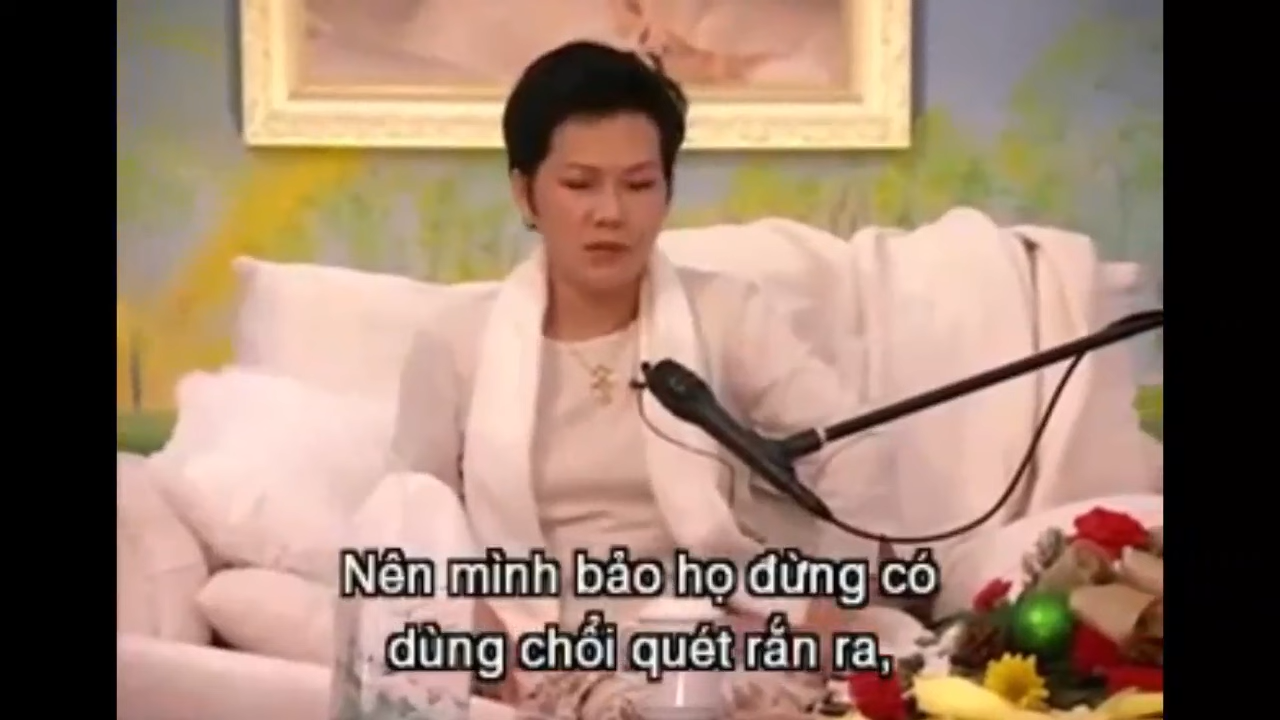 Nên mình bảo họ đừng có
dùng chổi quét rắn ra,